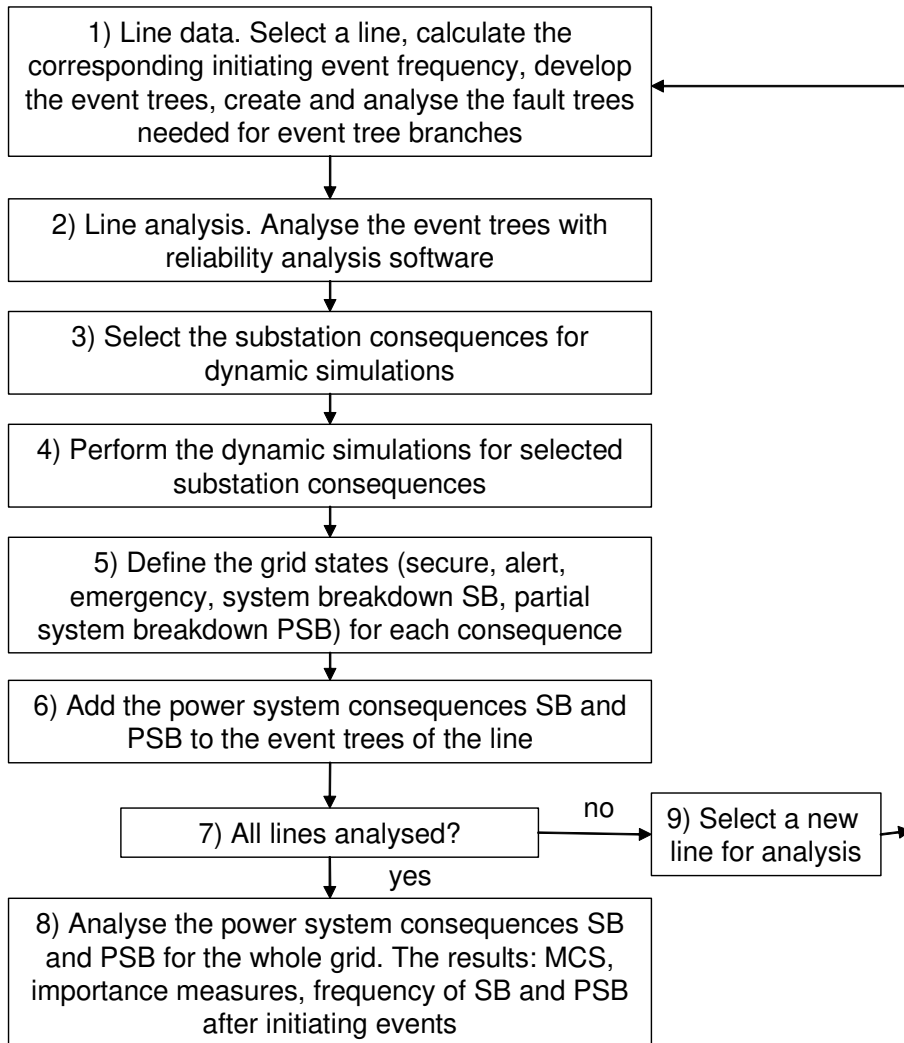 1) Line data. Select a line, calculate the
corresponding initiating event frequency, develop
the event trees, create and analyse the fault trees
needed for event tree branches
2) Line analysis. Analyse the event trees with
reliability analysis software
3) Select the substation consequences for
dynamic simulations
4) Perform the dynamic simulations for selected
substation consequences
5) Define the grid states (secure, alert,
emergency, system breakdown SB, partial
system breakdown PSB) for each consequence
6) Add the power system consequences SB and
PSB to the event trees of the line
7) All lines analysed?
no
9) Select a new
line for analysis
yes
8) Analyse the power system consequences SB
and PSB for the whole grid. The results: MCS,
importance measures, frequency of SB and PSB
after initiating events